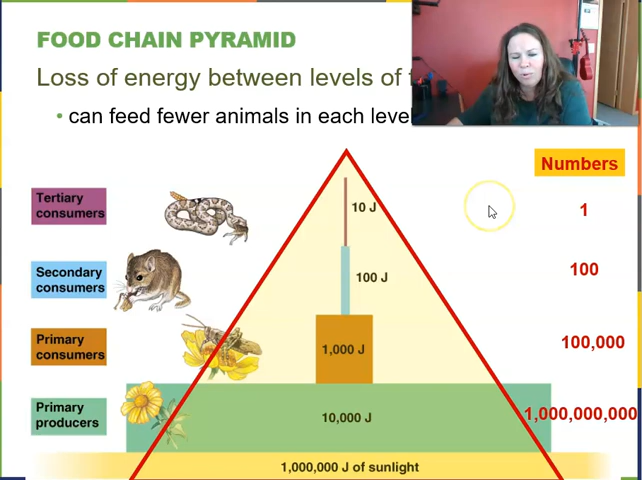 FOOD CHAIN PYRAMID
Loss of energy between levels of
• can feed fewer animals in each level
Numbers
Tertiary
consumers
10 J
1
Secondary
consumers
100 J
100
Primary
consumers
1,000 J
100,000
Primary
producers
10,000 J
1,000,000,000
1,000,000 J of sunlight